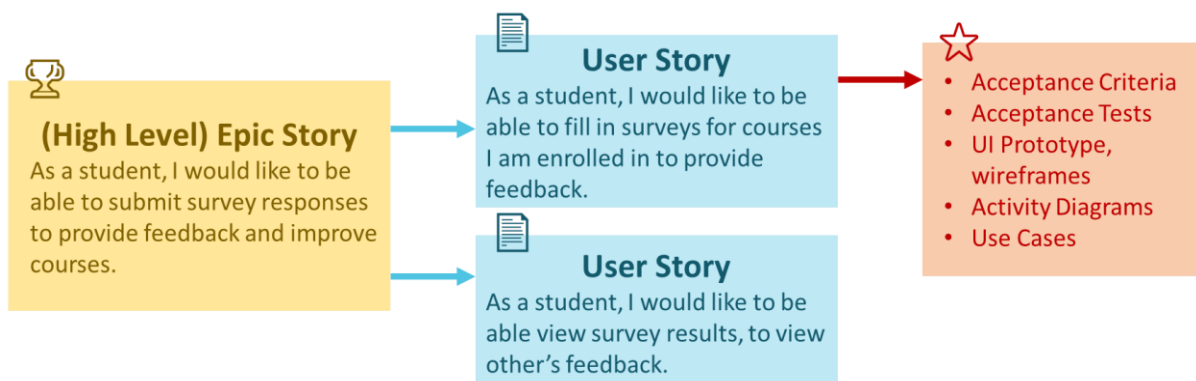 (High Level) Epic Story
As a student, I would like to be
able to submit survey responses
to provide feedback and improve
courses.
User Story
As a student, I would like to be
able to fill in surveys for courses
I am enrolled in to provide
feedback.
User Story
As a student, I would like to be
able view survey results, to view
other’s feedback.
• Acceptance Criteria
• Acceptance Tests
• UI Prototype,
wireframes
• Activity Diagrams
• Use Cases